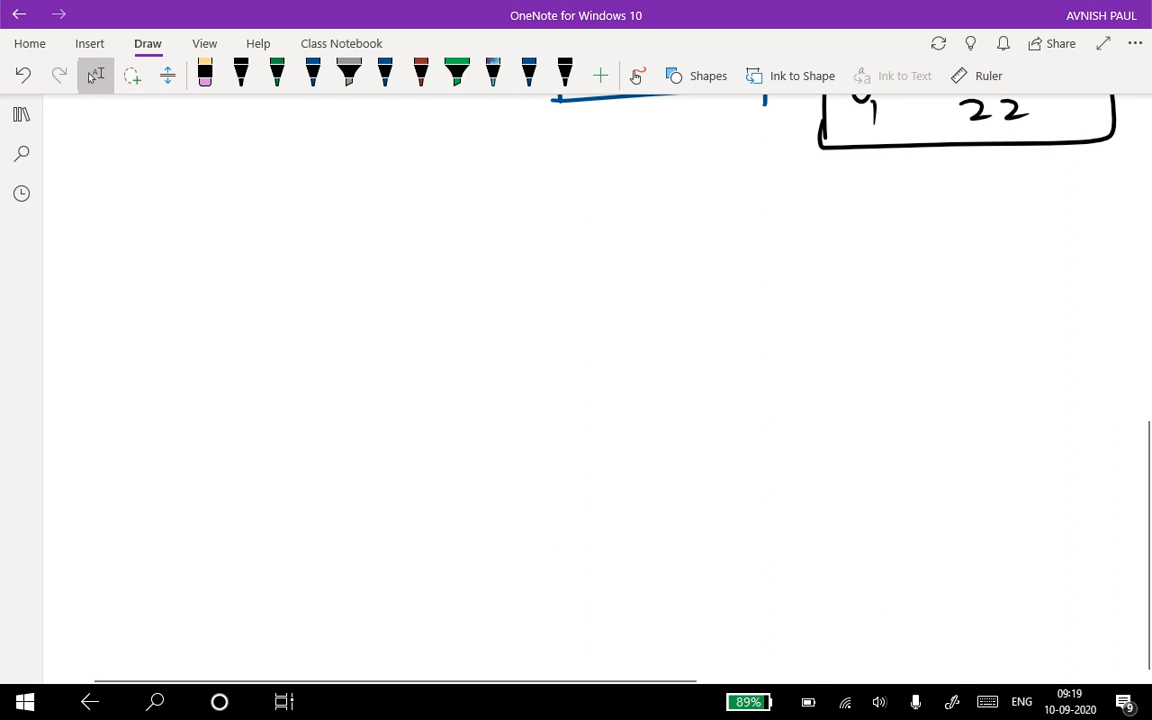 OneNote for Windows 10
AVNISH PAUL
Home Insert Draw View Help Class Notebook Share
Shapes Ink to Shape Ink to Text Ruler
22
89% ENG 09:19
10-09-2020 9